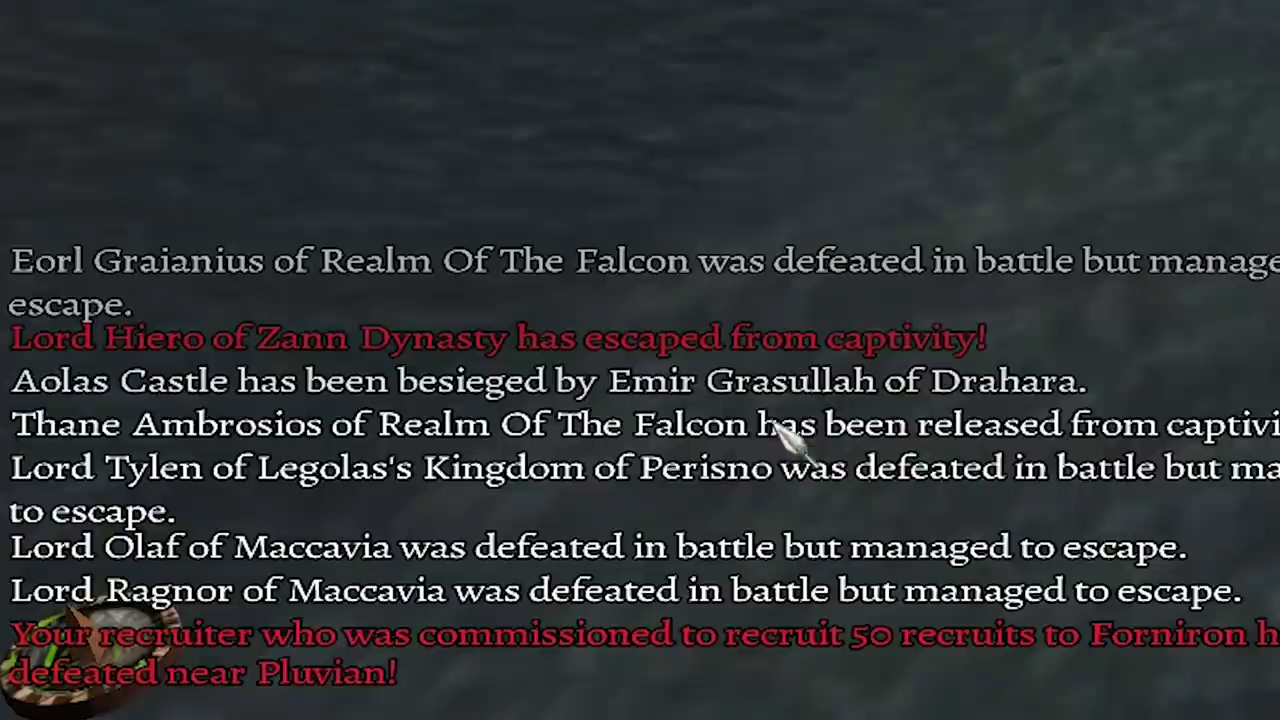 Eorl Graianius of Realm Of The Falcon was defeated in battle but manage
escape.
Lord Hiero of Zann Dynasty has escaped from captivity!
Aolas Castle has been besieged by Emir Grasullah of Drahara.
Thane Ambrosios of Realm Of The Falcon has been released from captivi
Lord Tylen of Legolas's Kingdom of Perisno was defeated in battle but ma
to escape.
Lord Olaf of Maccavia was defeated in battle but managed to escape.
Lord Ragnor of Maccavia was defeated in battle but managed to escape.
Your recruiter who was commissioned to recruit 50 recruits to Forniron h
defeated near Pluvian!